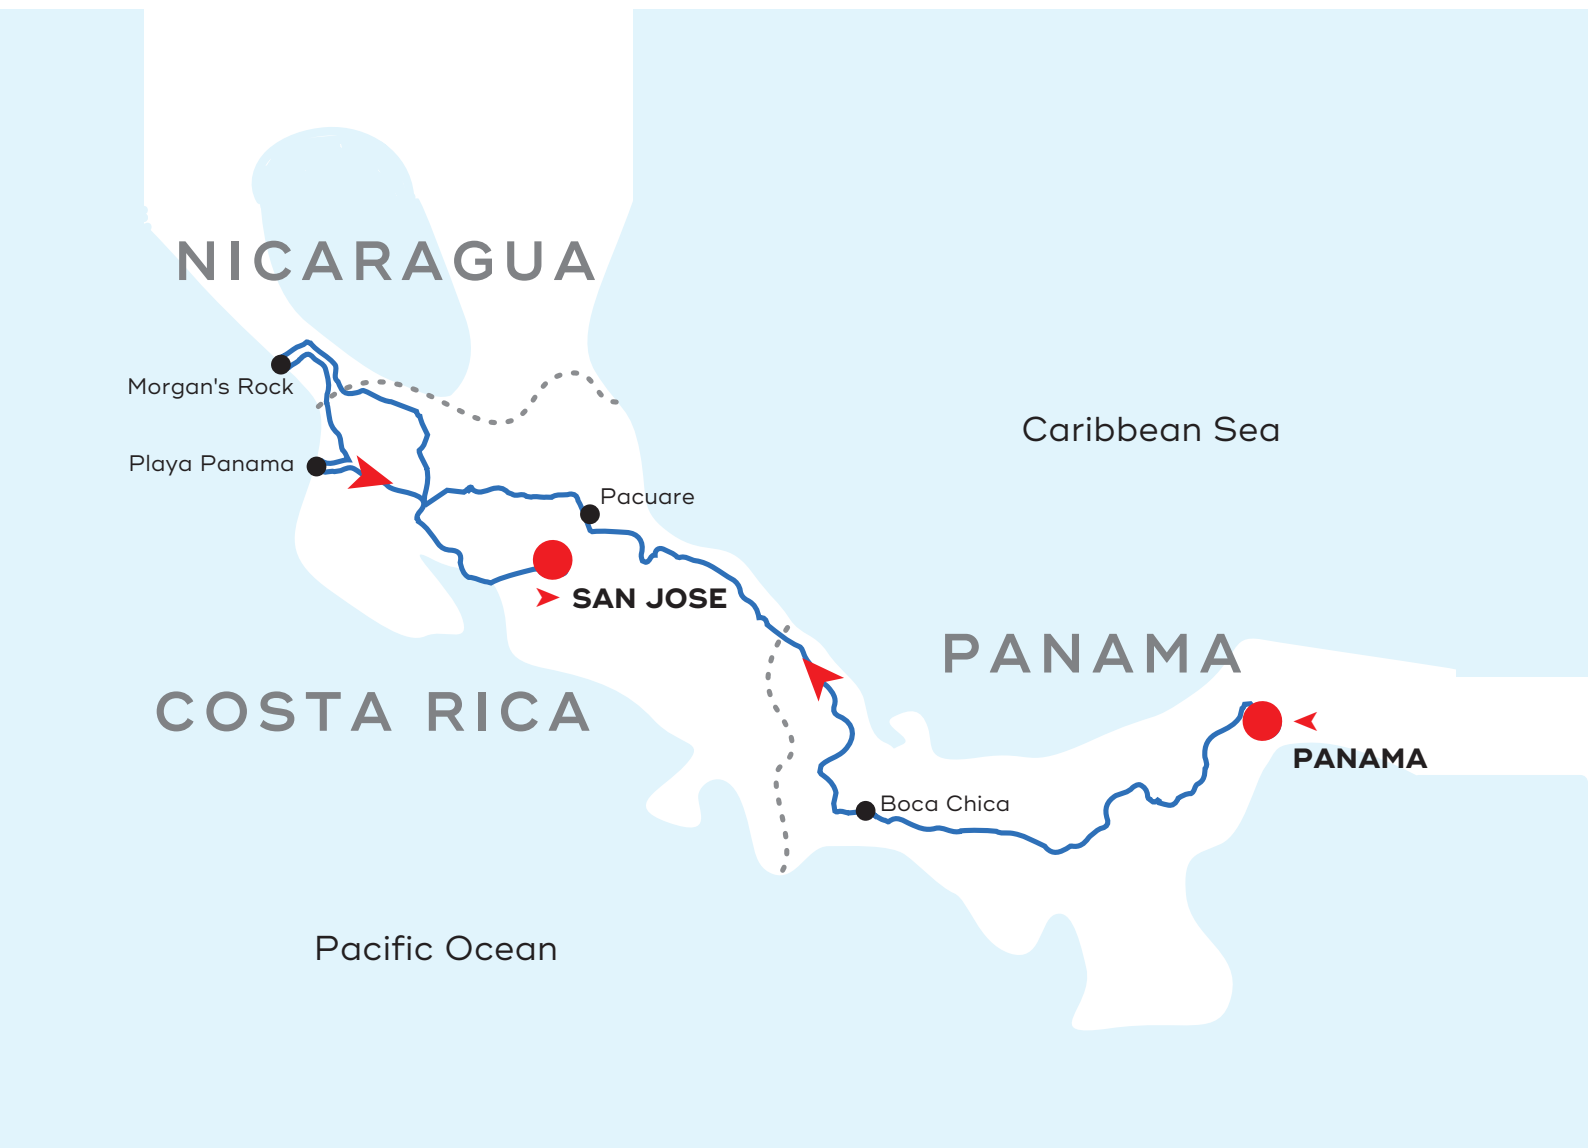 NICARAGUA
Morgan's Rock
Caribbean Sea
Playa Panama
Pacuare
SAN JOSE
PANAMA
COSTA RICA
PANAMA
Boca Chica
Pacific Ocean